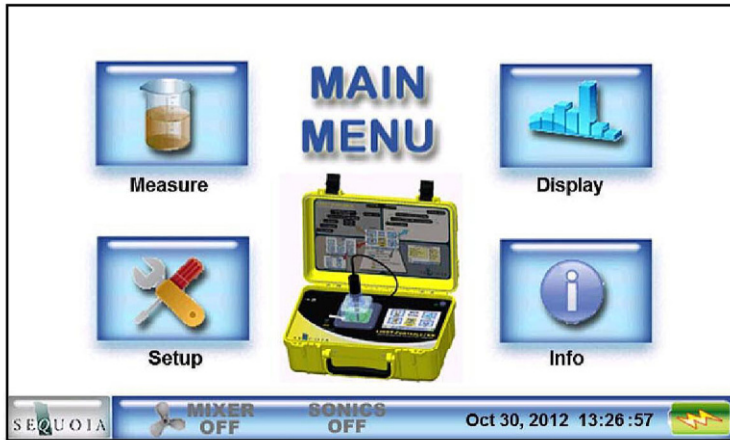 MAIN
MENU
Measure
Display
Setup
Info
SEQUOIA
MIXER
OFF
SONICS
OFF
Oct 30, 2012 13:26:57